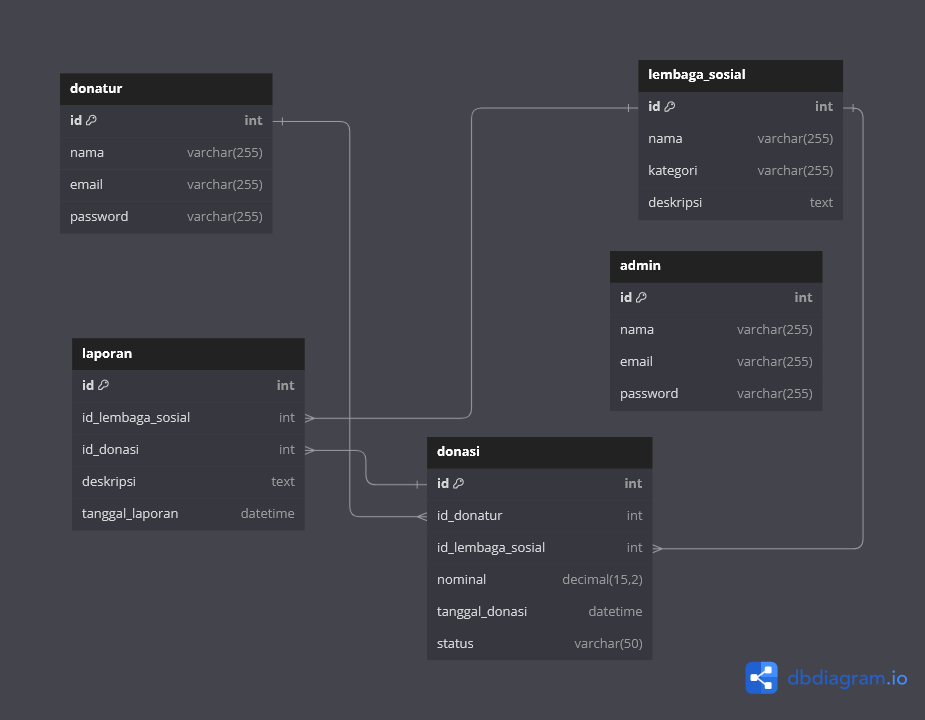 donatur
id int
nama varchar(255)
email varchar(255)
password varchar(255)
lembaga_sosial
id int
nama varchar(255)
kategori varchar(255)
deskripsi text
admin
id int
nama varchar(255)
email varchar(255)
password varchar(255)
laporan
id int
id_lembaga_sosial int
id_donasi int
deskripsi text
tanggal_laporan datetime
donasi
id int
id_donatur int
id_lembaga_sosial int
nominal decimal(15,2)
tanggal_donasi datetime
status varchar(50)
dbdiagram.io